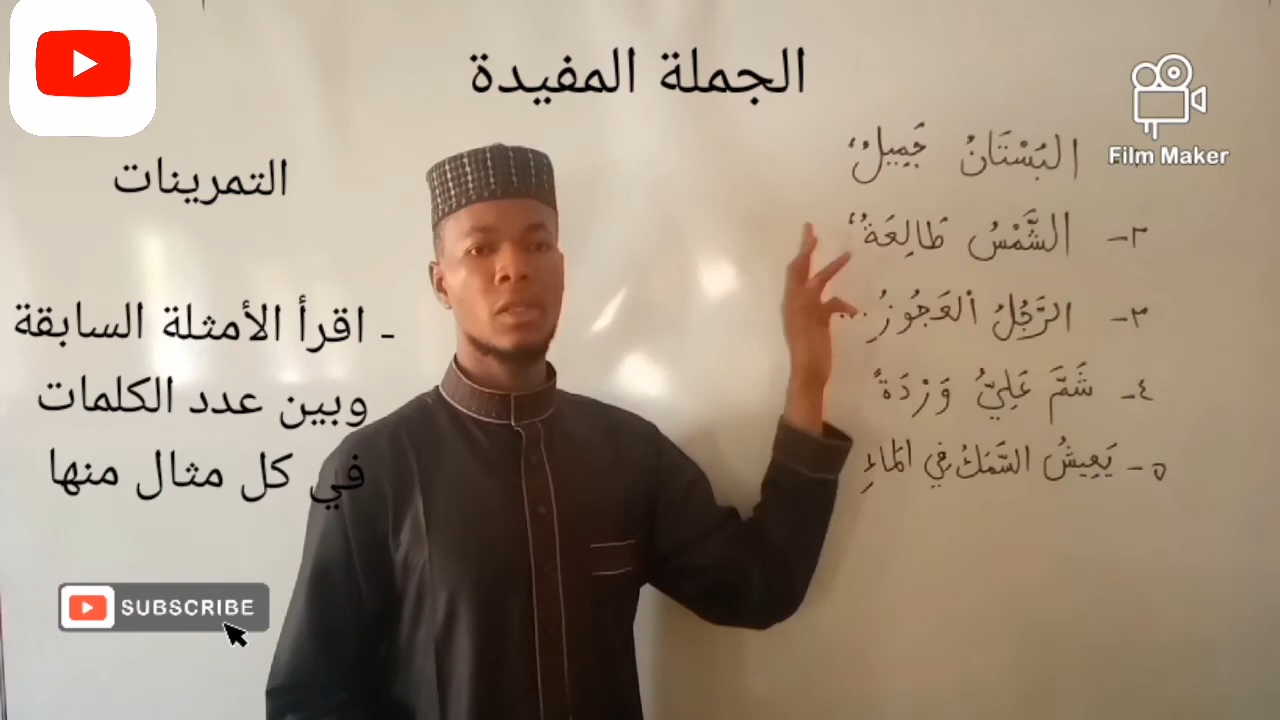 الجملة المفيدة
البُسْتَانُ جَمِيلٌ
Film Maker
٢- الشَّمْسُ طَالِعَةٌ
٣- الرَّجُلُ العَجُوزُ...
٤- شَمَّ عَلِيٌّ وَرْدَةً
٥- يَعِيشُ السَّمَكُ فِي المَاءِ
التمرينات
- اقرأ الأمثلة السابقة
وبين عدد الكلمات
في كل مثال منها
SUBSCRIBE